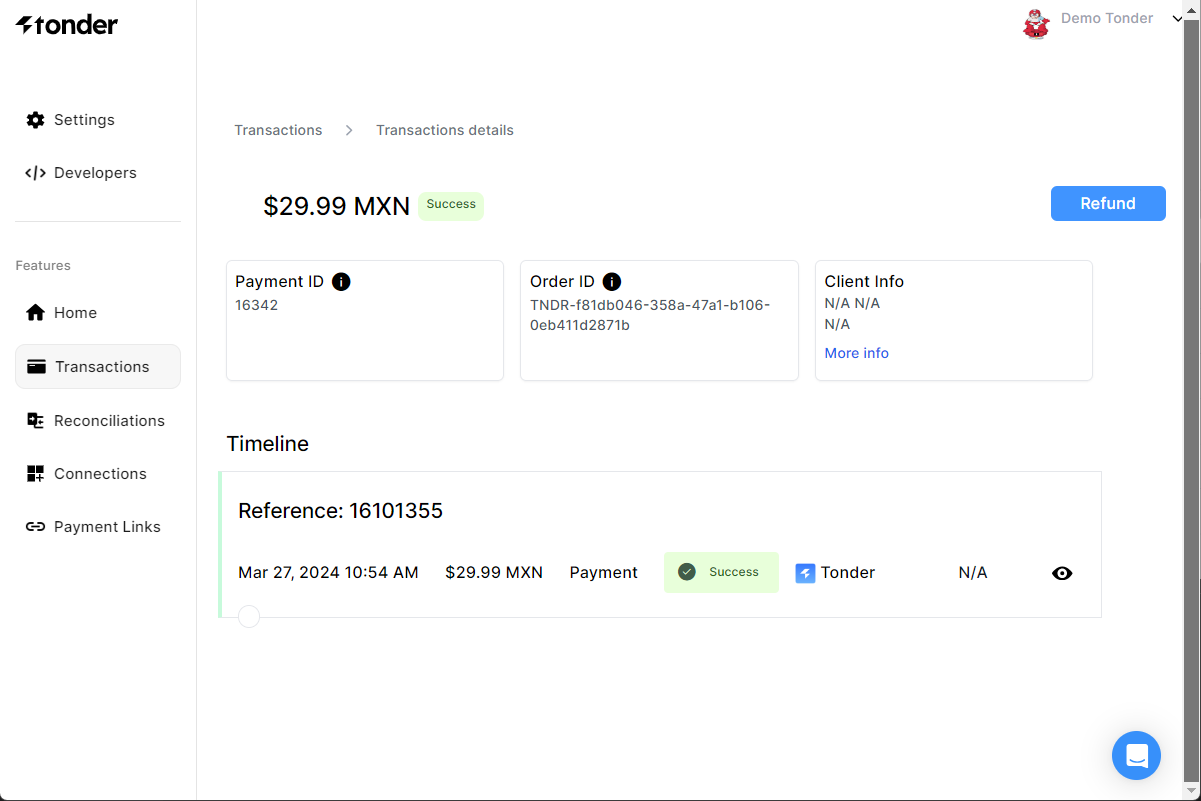 tonder
Demo Tonder
Settings
Developers
Features
Home
Transactions
Reconciliations
Connections
Payment Links
Transactions > Transactions details
$29.99 MXN Success
Refund
Payment ID
16342
Order ID
TNDR-f81db046-358a-47a1-b106-
0eb411d2871b
Client Info
N/A N/A
N/A
More info
Timeline
Reference: 16101355
Mar 27, 2024 10:54 AM $29.99 MXN Payment Success Tonder N/A